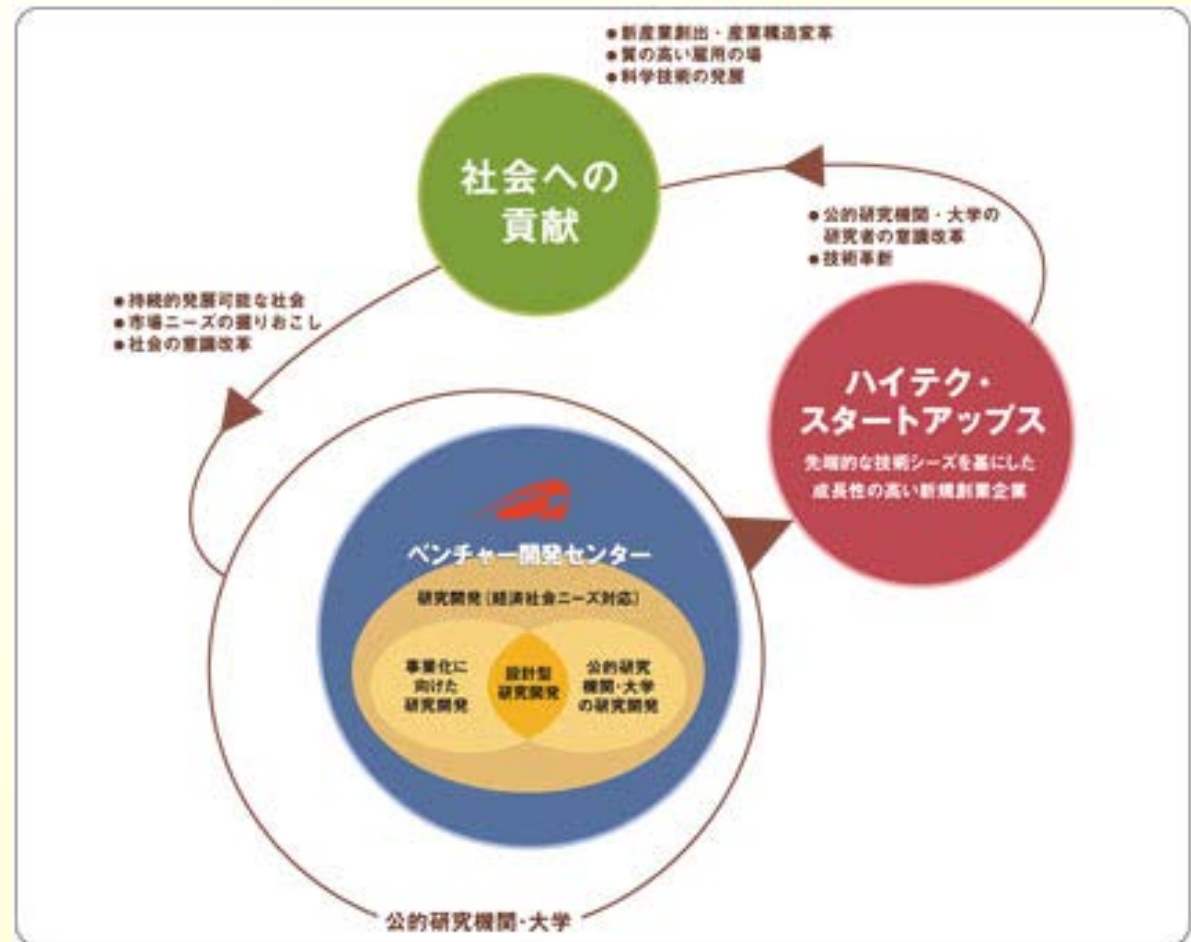 ●新産業創出・産業構造変革
●質の高い雇用の場
●科学技術の発展
社会への
貢献
●公的研究機関・大学の
研究者の意識改革
●技術革新
●持続的発展可能な社会
●市場ニーズの掘りおこし
●社会の意識改革
ハイテク・
スタートアップス
先端的な技術シーズを基にした
成長性の高い新規創業企業
ベンチャー開発センター
研究開発(経済社会ニーズ対応)
事業化に
向けた
研究開発
設計型
研究開発
公的研究
機関・大学
の研究開発
公的研究機関・大学